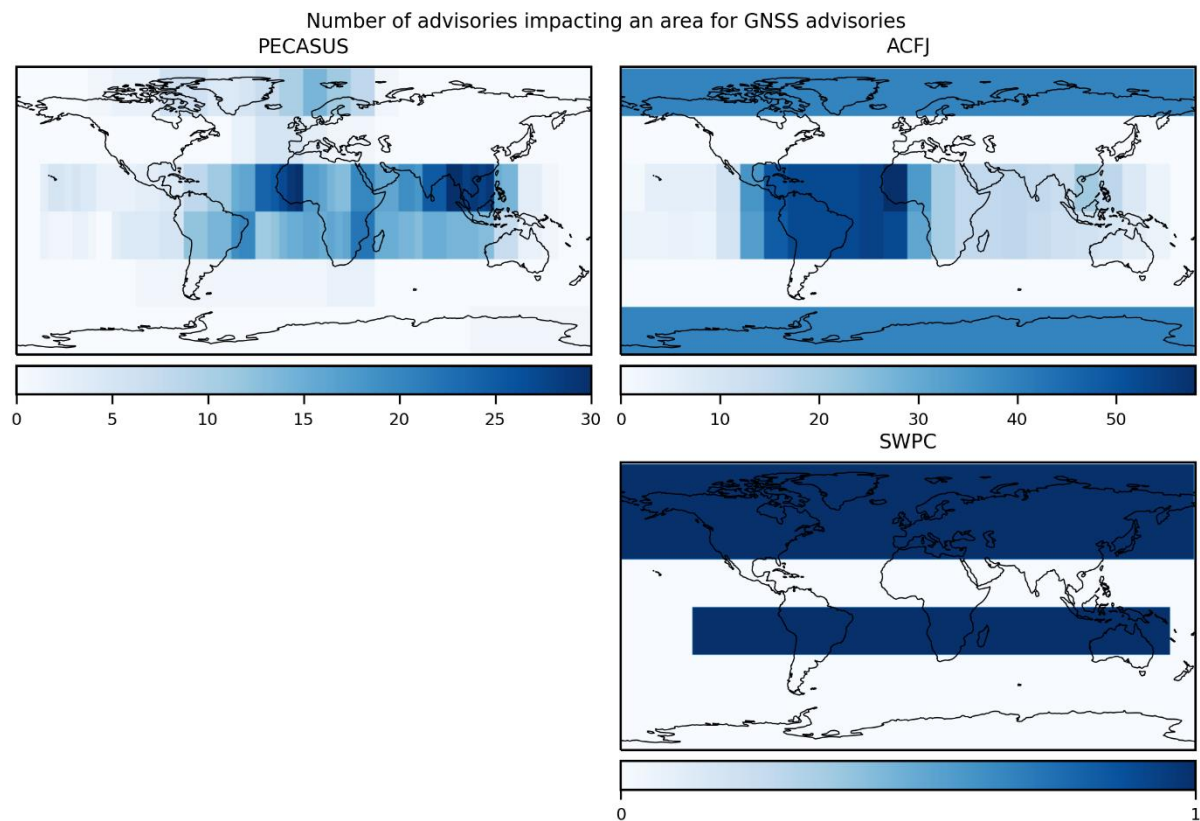 Number of advisories impacting an area for GNSS advisories
PECASUS
ACFJ
0 5 10 15 20 25 30
0 10 20 30 40 50
SWPC
0 1